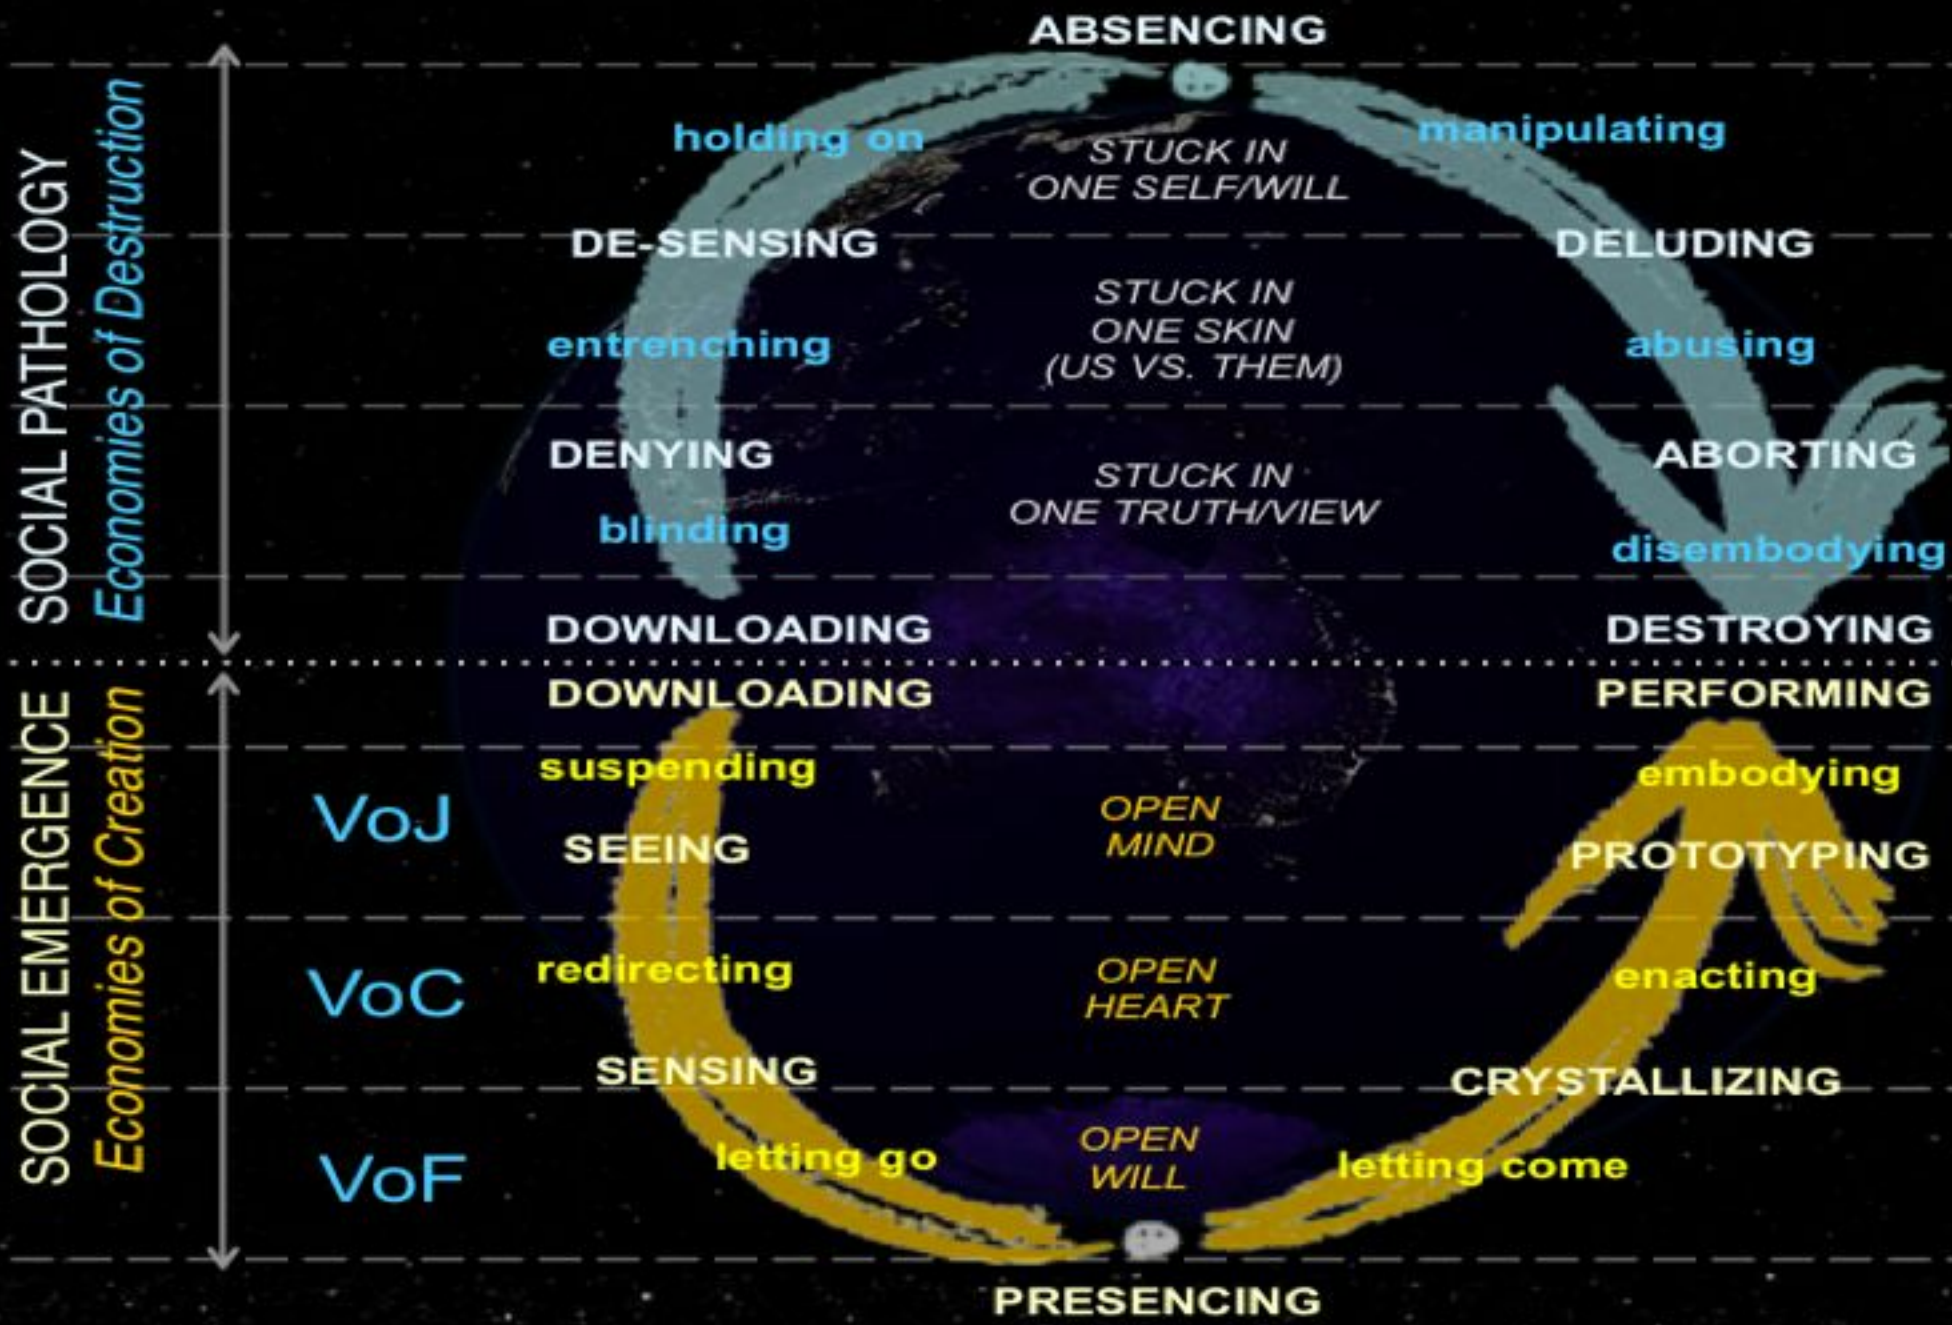 ABSENCING
SOCIAL PATHOLOGY
Economies of Destruction
holding on
manipulating
STUCK IN
ONE SELF/WILL
DE-SENSING
DELUDING
STUCK IN
ONE SKIN
(US VS. THEM)
entrenching
abusing
DENYING
ABORTING
STUCK IN
ONE TRUTH/VIEW
blinding
disembodying
DOWNLOADING
DESTROYING
SOCIAL EMERGENCE
Economies of Creation
DOWNLOADING
PERFORMING
suspending
embodying
VoJ
OPEN
MIND
SEEING
PROTOTYPING
VoC
redirecting
OPEN
HEART
enacting
SENSING
CRYSTALLIZING
VoF
letting go
OPEN
WILL
letting come
PRESENCING